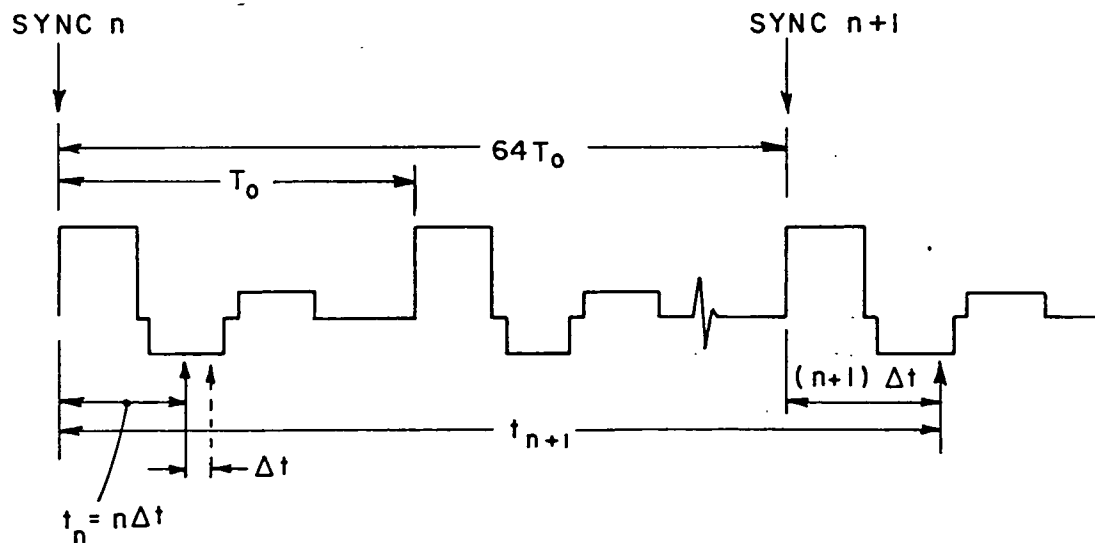 SYNC n
SYNC n+1
64T₀
T₀
(n+1) Δt
tₙ₊₁
Δt
tₙ = nΔt